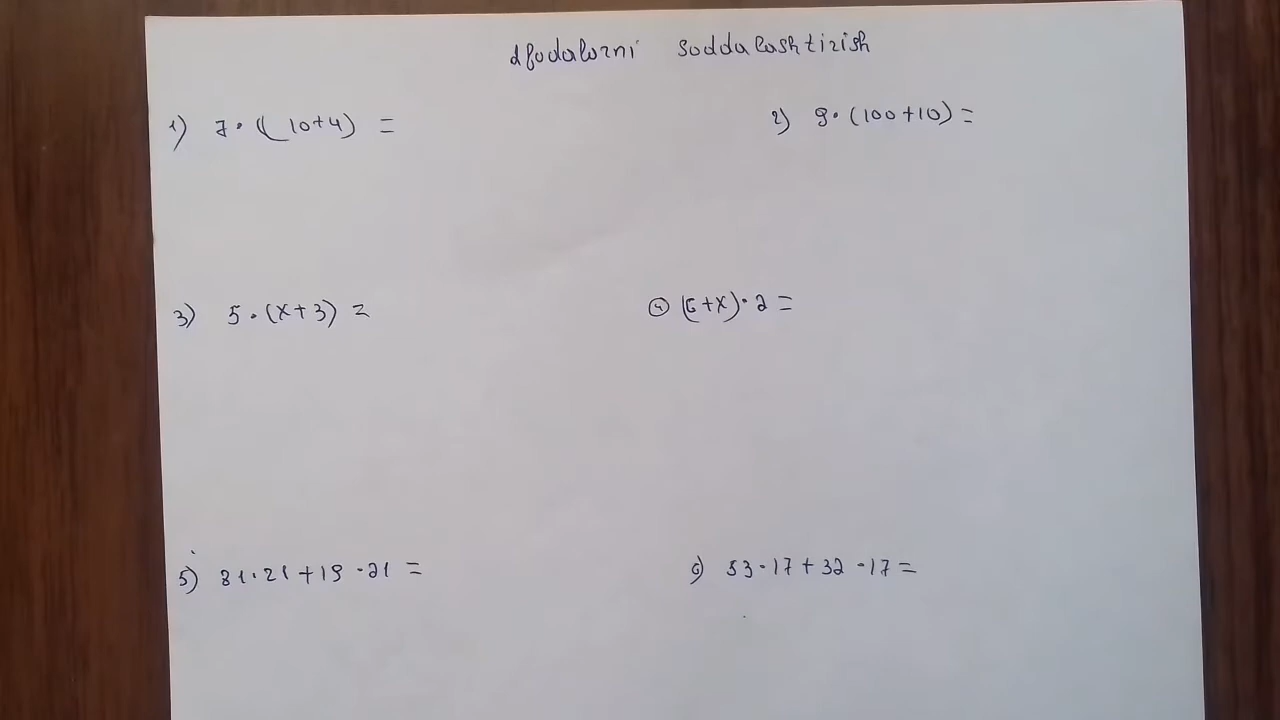 Ifodalarni soddalashtirish
1) 7 · (10+4) =
2) 9 · (100+10) =
3) 5 · (x+3) =
4) (6+x) · 2 =
5) 81 · 21 + 19 · 21 =
6) 53 · 17 + 32 · 17 =